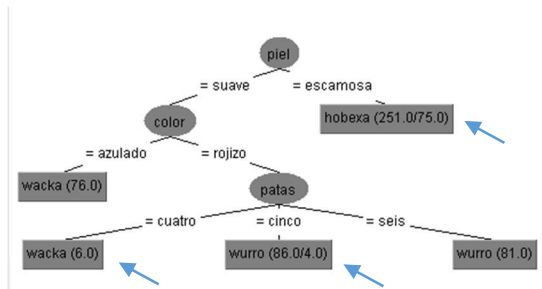 piel
= suave
= escamosa
color
hobexa (251.0/75.0)
= azulado
= rojizo
wacka (76.0)
patas
= cuatro
= cinco
= seis
wacka (6.0)
wurro (86.0/4.0)
wurro (81.0)